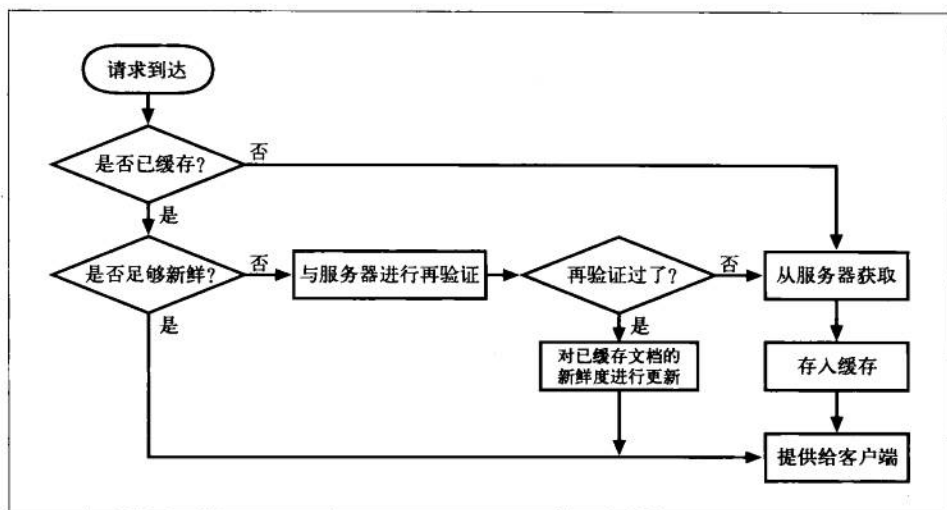 请求到达
是否已缓存?
否
是
是否足够新鲜?
否
与服务器进行再验证
再验证过了?
否
从服务器获取
是
是
对已缓存文档的
新鲜度进行更新
存入缓存
提供给客户端